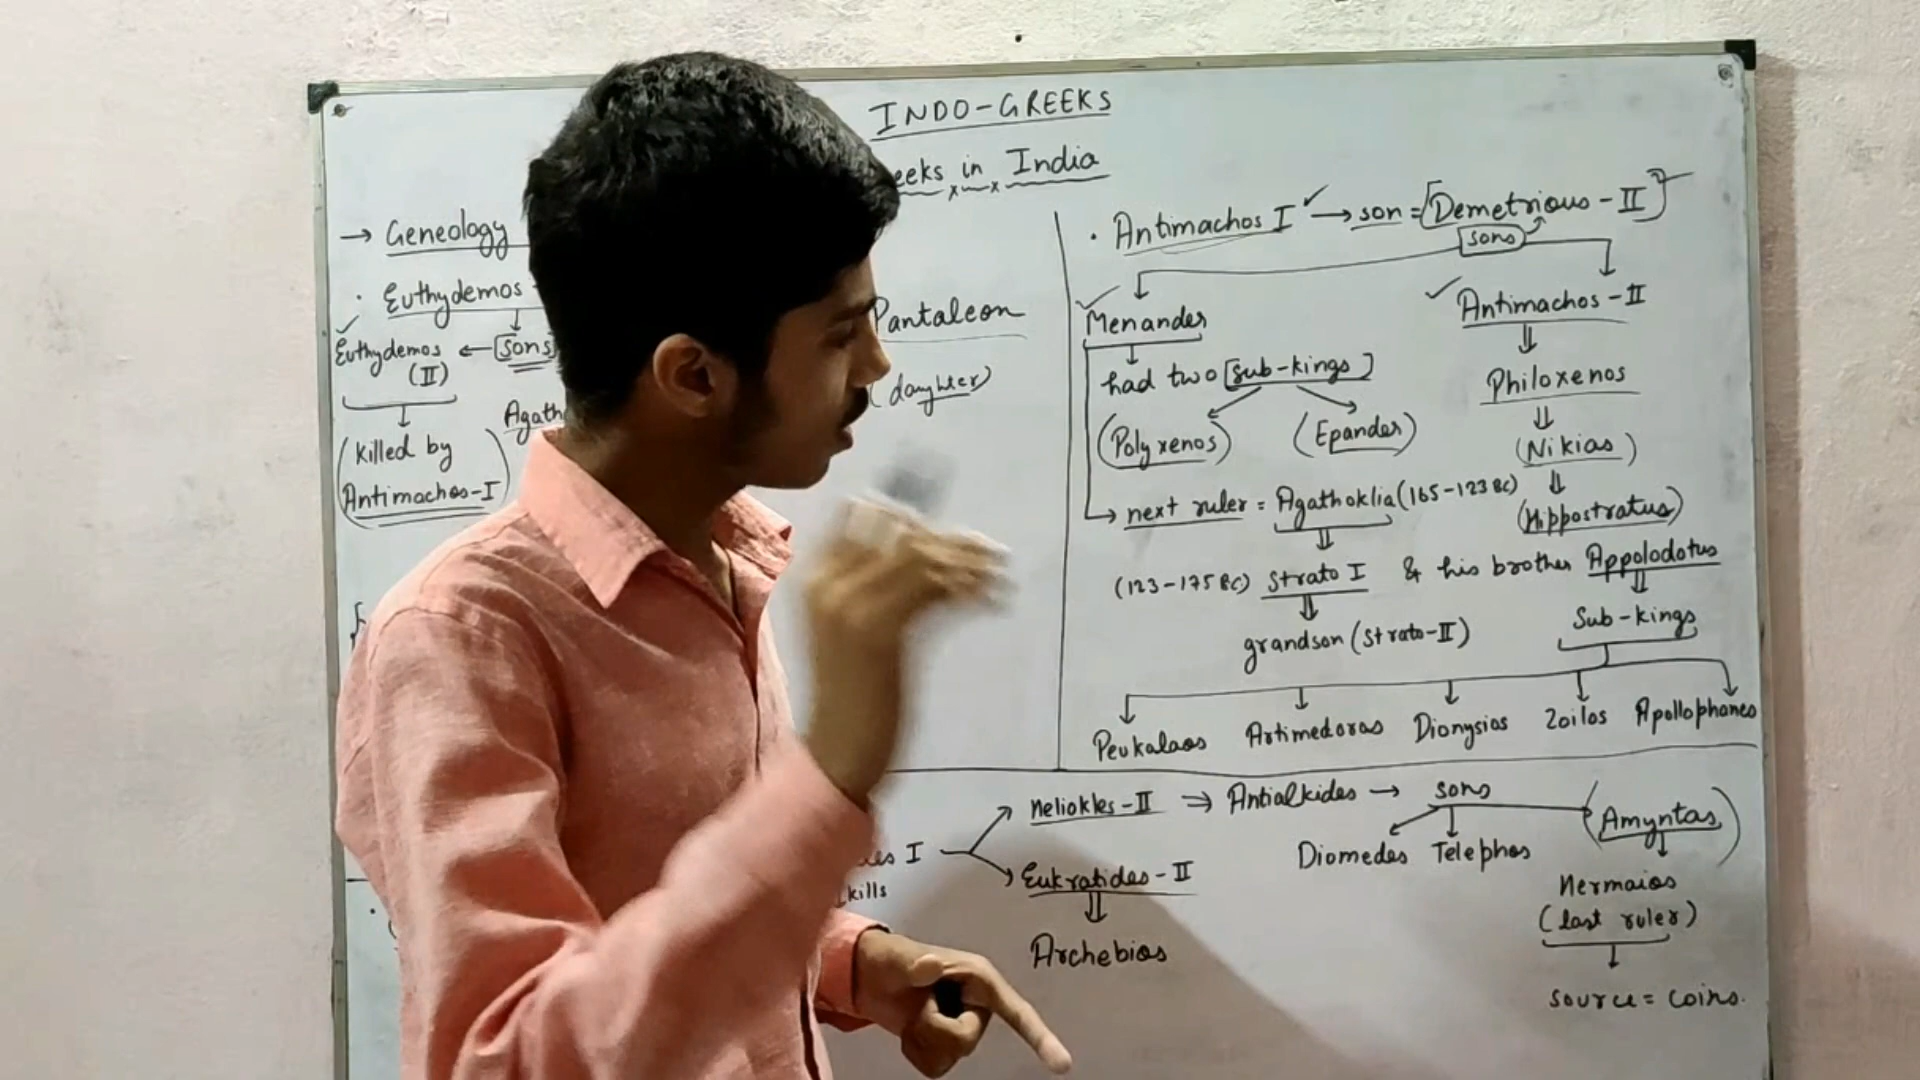 INDO-GREEKS
eeks in India
→ Geneology
· Euthydemos
Euthydemos (II) ← Sons
(killed by Antimachos-I)
Agath
Pantaleon
(daughter)
· Antimachos I → son = [Demetrious-II]
sons
Menander
Antimachos-II
had two [sub-kings]
(Polyxenos) (Epander)
Philoxenos
(Nikias)
(Hippostratus)
→ next ruler = Agathoklia (165-123 BC)
(123-175 BC) Strato I & his brother Appolodotus
grandson (Strato-II)
Sub-kings
Peukalaos Artimedoras Dionysios Zoilos Apollophanes
des I
kills
Heliokles-II ⇒ Antialkides → sons
Diomedes Telephos (Amyntas)
Eukratides-II
Archebios
Hermaios
(last ruler)
source = coins.